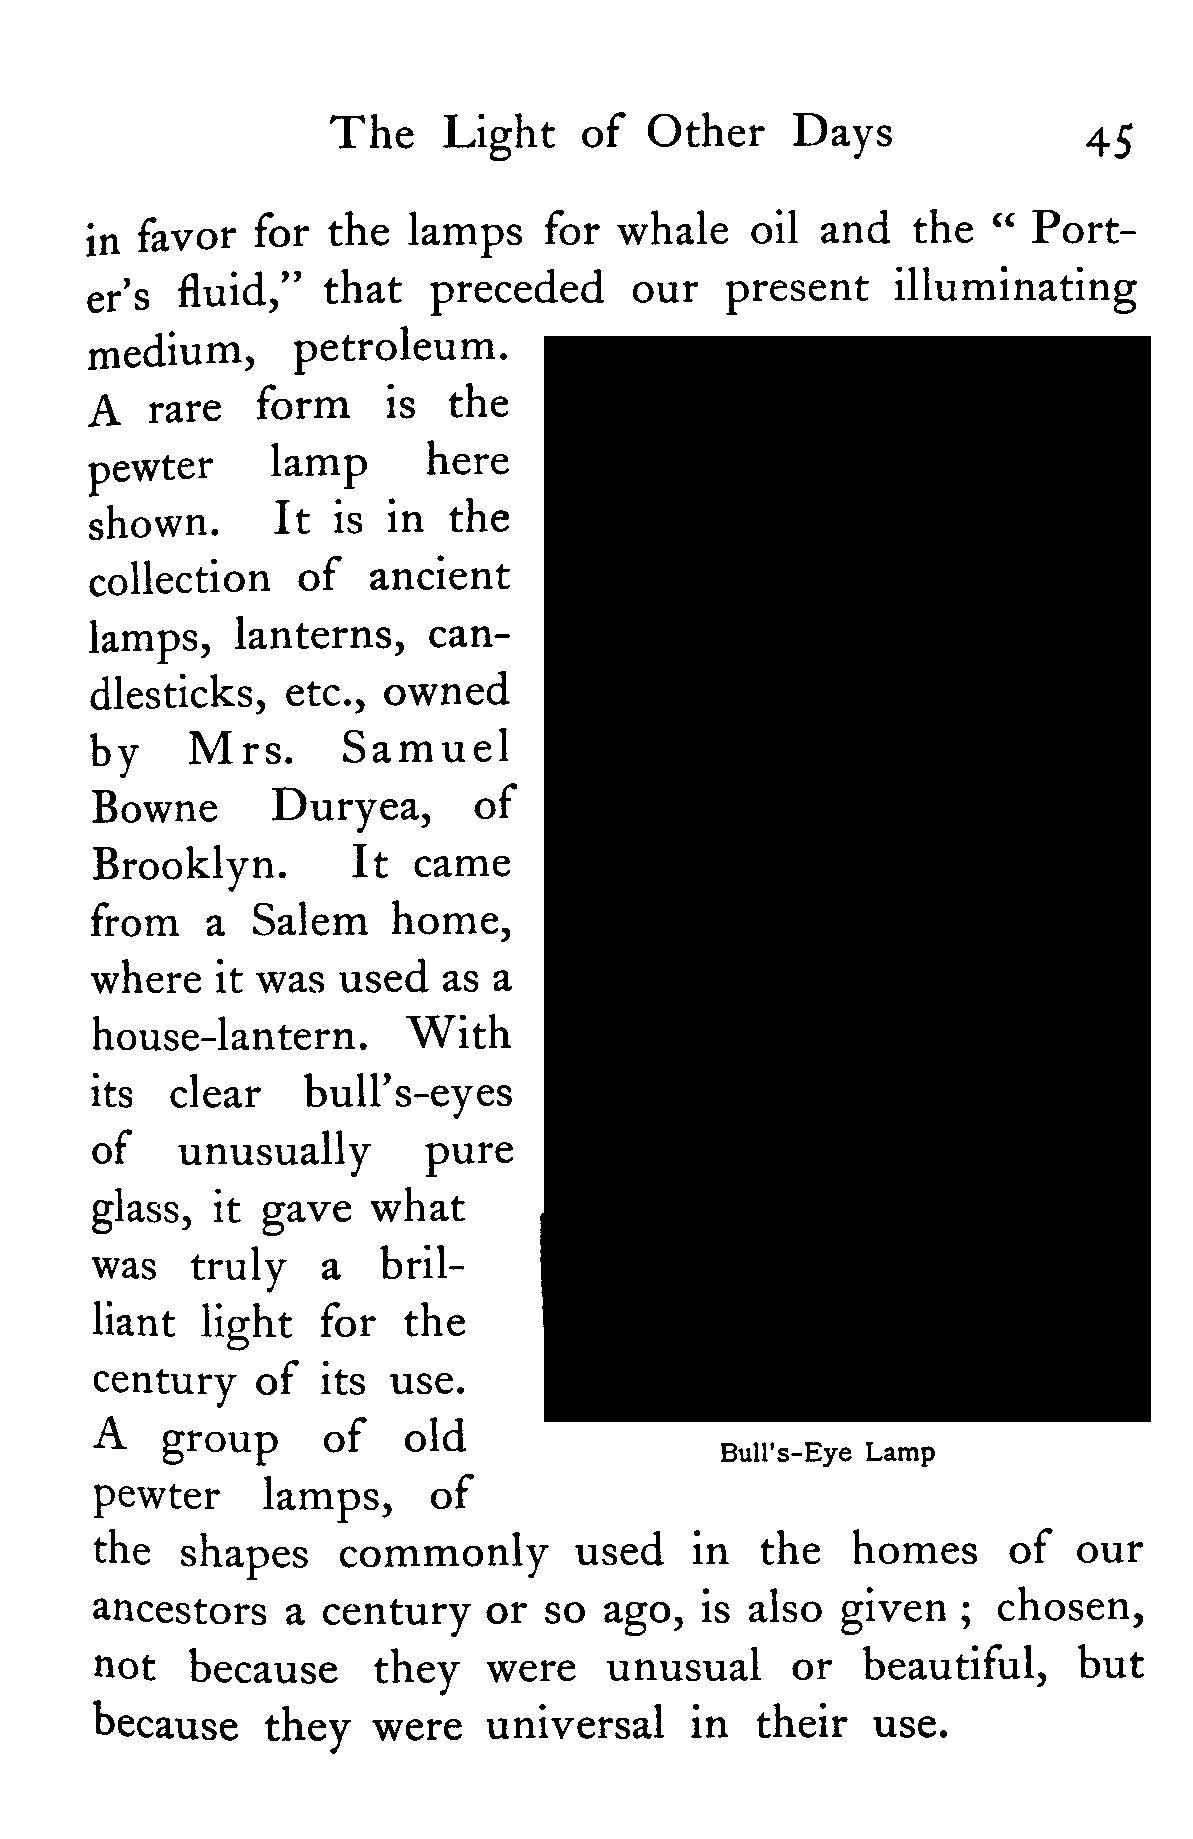 The Light of Other Days 45
in favor for the lamps for whale oil and the “ Port-
er’s fluid,” that preceded our present illuminating
medium, petroleum.
A rare form is the
pewter lamp here
shown. It is in the
collection of ancient
lamps, lanterns, can-
dlesticks, etc., owned
by Mrs. Samuel
Bowne Duryea, of
Brooklyn. It came
from a Salem home,
where it was used as a
house-lantern. With
its clear bull’s-eyes
of unusually pure
glass, it gave what
was truly a bril-
liant light for the
century of its use.
A group of old
pewter lamps, of
Bull’s-Eye Lamp
the shapes commonly used in the homes of our
ancestors a century or so ago, is also given ; chosen,
not because they were unusual or beautiful, but
because they were universal in their use.